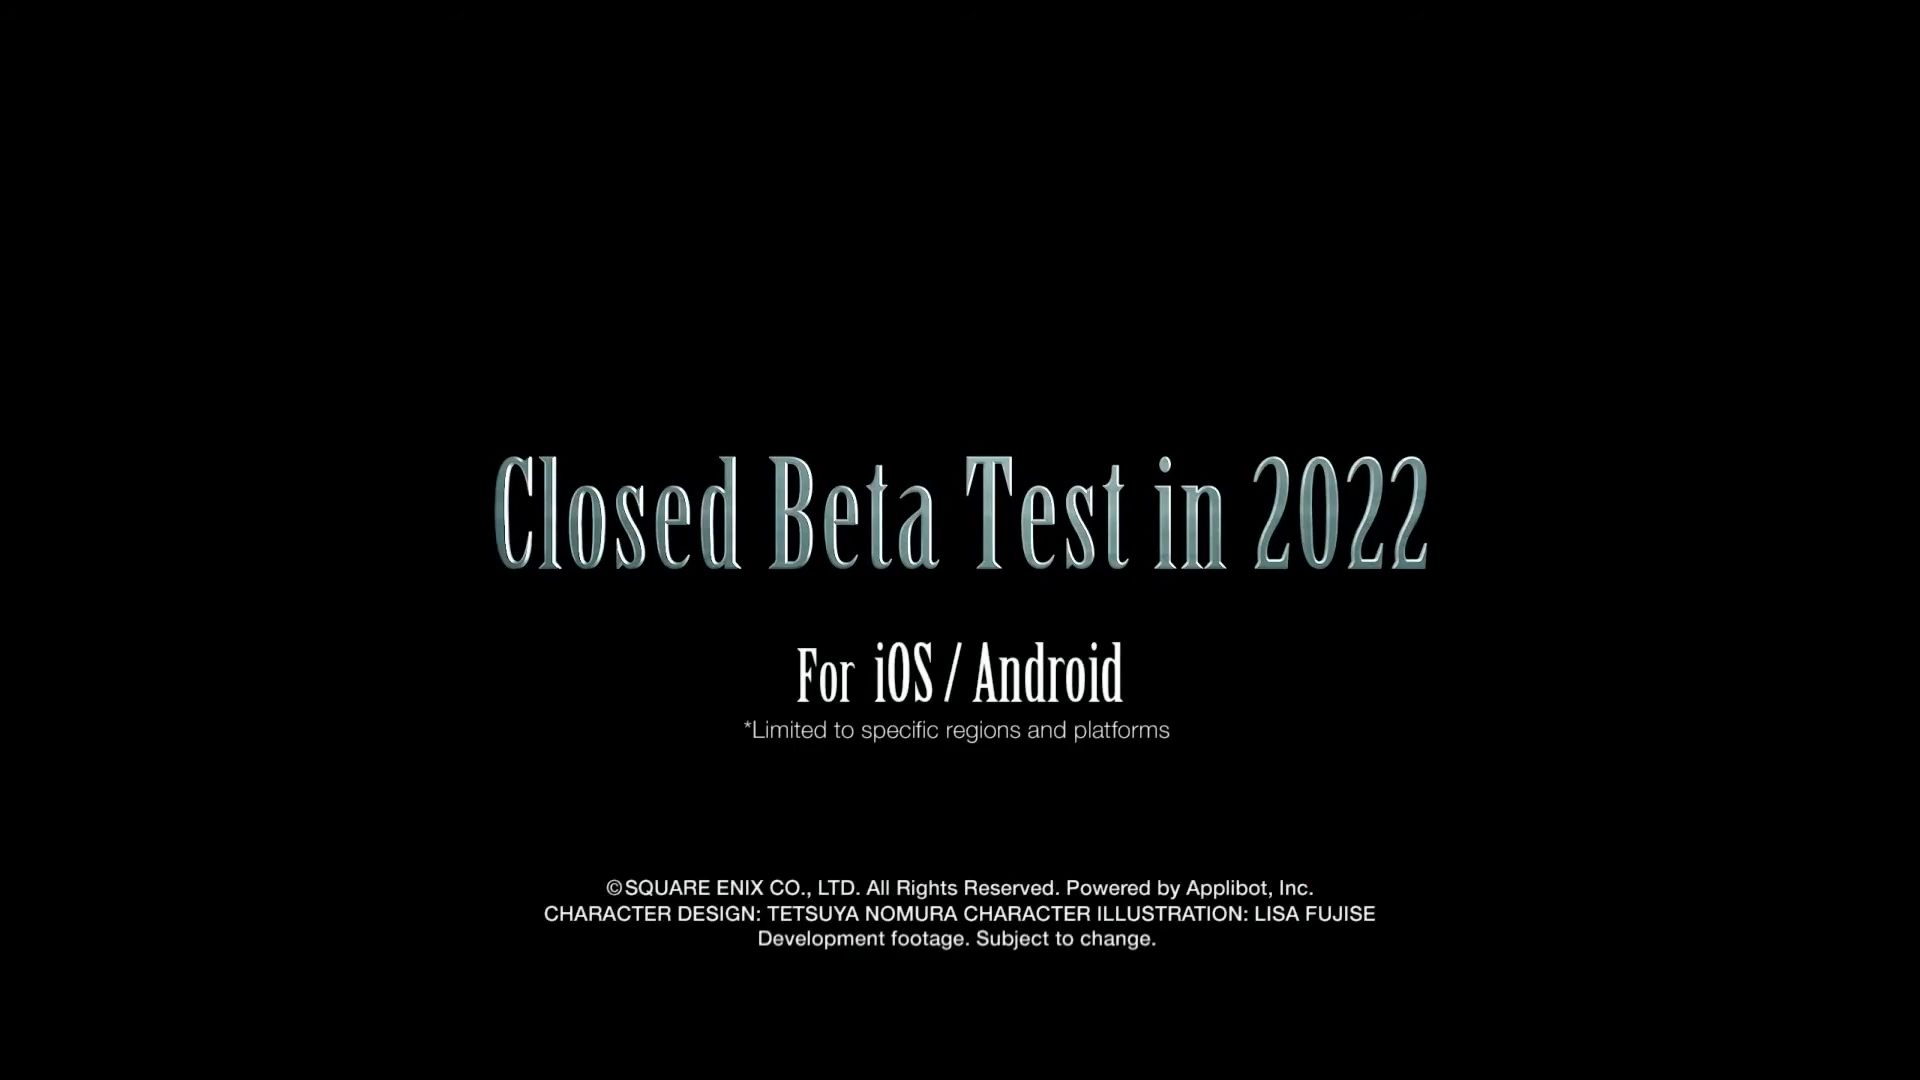 Closed Beta Test in 2022
For iOS / Android
*Limited to specific regions and platforms
©SQUARE ENIX CO., LTD. All Rights Reserved. Powered by Applibot, Inc.
CHARACTER DESIGN: TETSUYA NOMURA CHARACTER ILLUSTRATION: LISA FUJISE
Development footage. Subject to change.